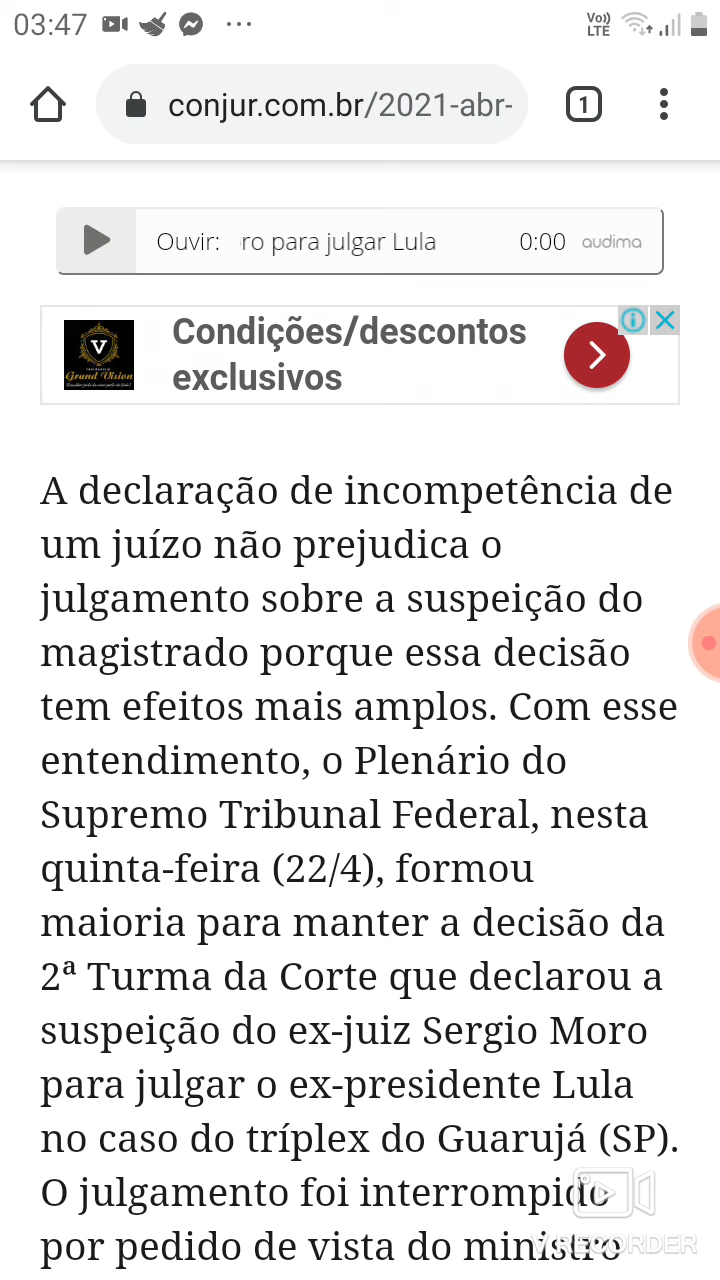 03:47
Vo)) LTE
conjur.com.br/2021-abr-
1
Ouvir: ro para julgar Lula 0:00 audima
Condições/descontos
exclusivos
V
Grand Vision
A declaração de incompetência de
um juízo não prejudica o
julgamento sobre a suspeição do
magistrado porque essa decisão
tem efeitos mais amplos. Com esse
entendimento, o Plenário do
Supremo Tribunal Federal, nesta
quinta-feira (22/4), formou
maioria para manter a decisão da
2ª Turma da Corte que declarou a
suspeição do ex-juiz Sergio Moro
para julgar o ex-presidente Lula
no caso do tríplex do Guarujá (SP).
O julgamento foi interrompido
por pedido de vista do ministro
V RECORDER